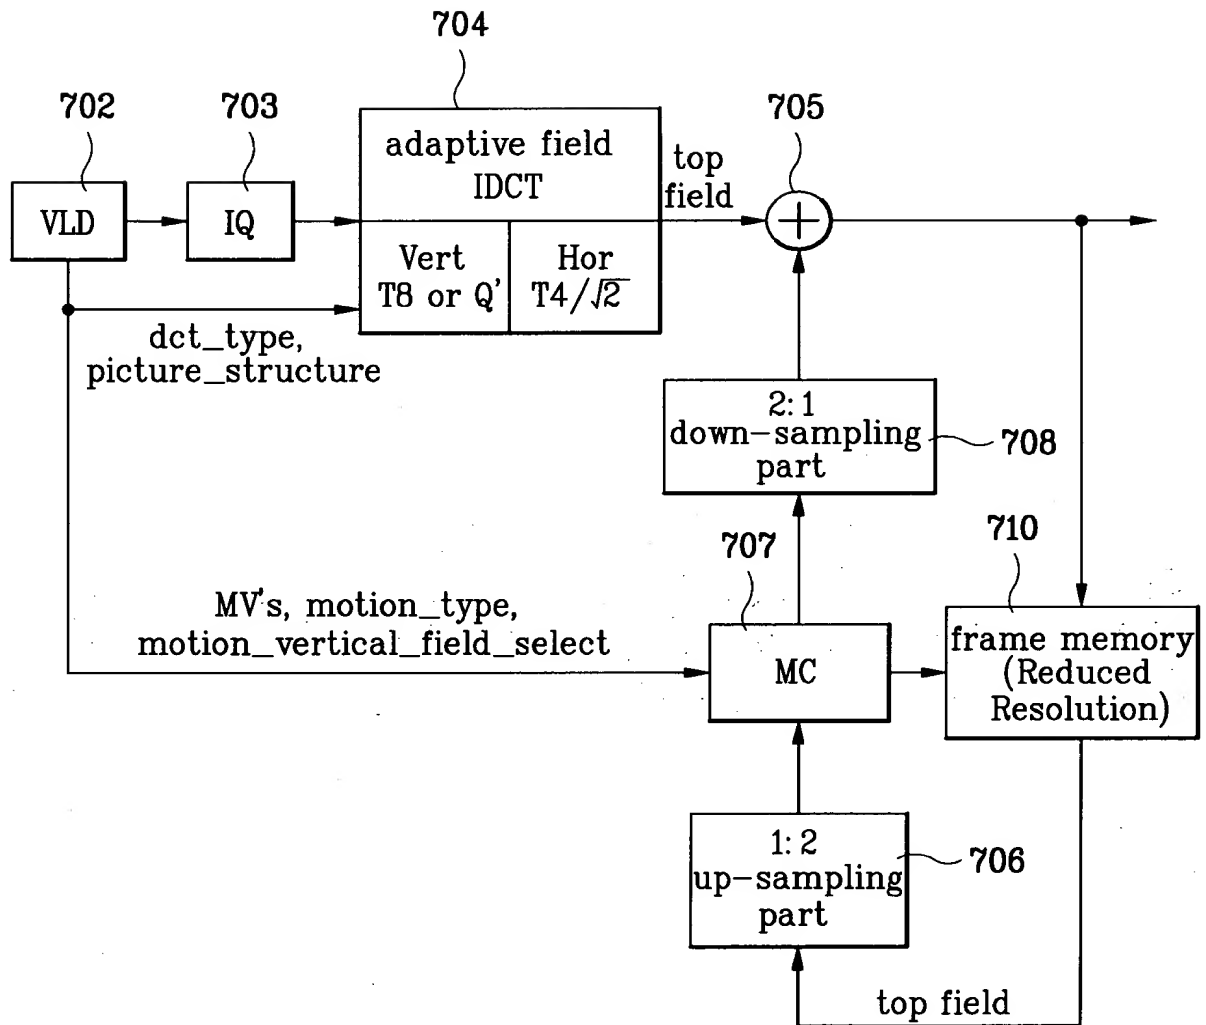 704
702
703
705
adaptive field
IDCT
top
field
VLD
IQ
+
Vert
T8 or Q'
Hor
T4/√2
dct_type,
picture_structure
2:1
down-sampling
part
708
707
710
MV's, motion_type,
motion_vertical_field_select
MC
frame memory
(Reduced
Resolution)
1:2
up-sampling
part
706
top field